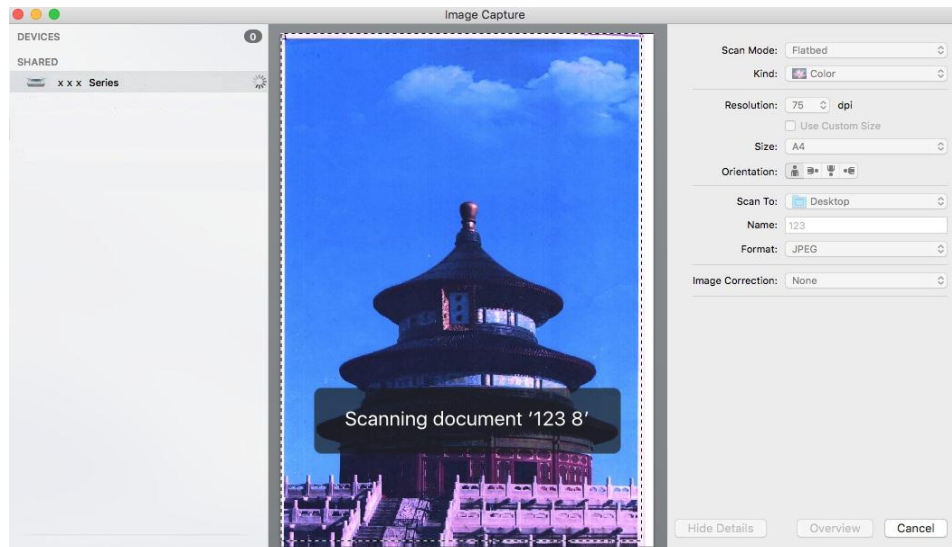 Image Capture
DEVICES 0
SHARED
x x x Series
Scan Mode: Flatbed
Kind: Color
Resolution: 75 dpi
Use Custom Size
Size: A4
Orientation:
Scan To: Desktop
Name: 123
Format: JPEG
Image Correction: None
Scanning document ‘123 8’
Hide Details Overview Cancel